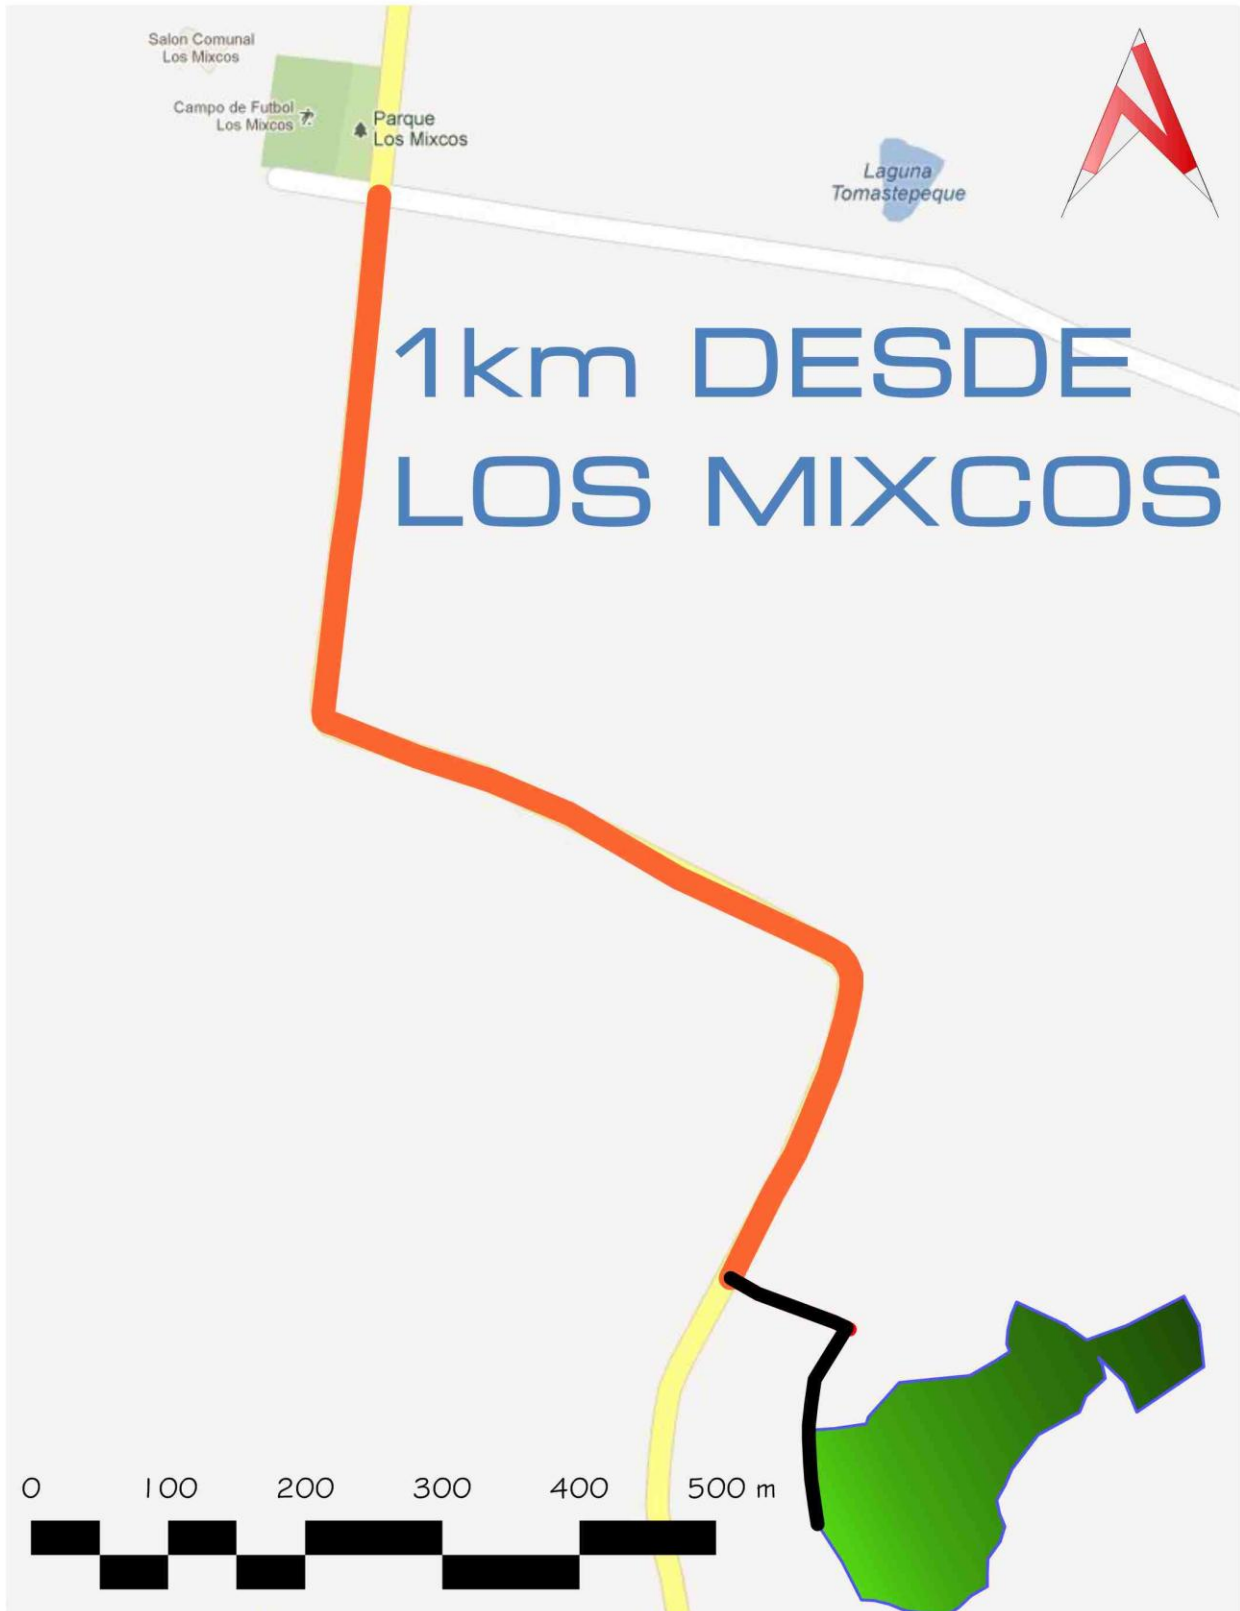 Salon Comunal
Los Mixcos
Campo de Futbol
Los Mixcos
Parque
Los Mixcos
Laguna
Tomastepeque
1km DESDE
LOS MIXCOS
0 100 200 300 400 500 m